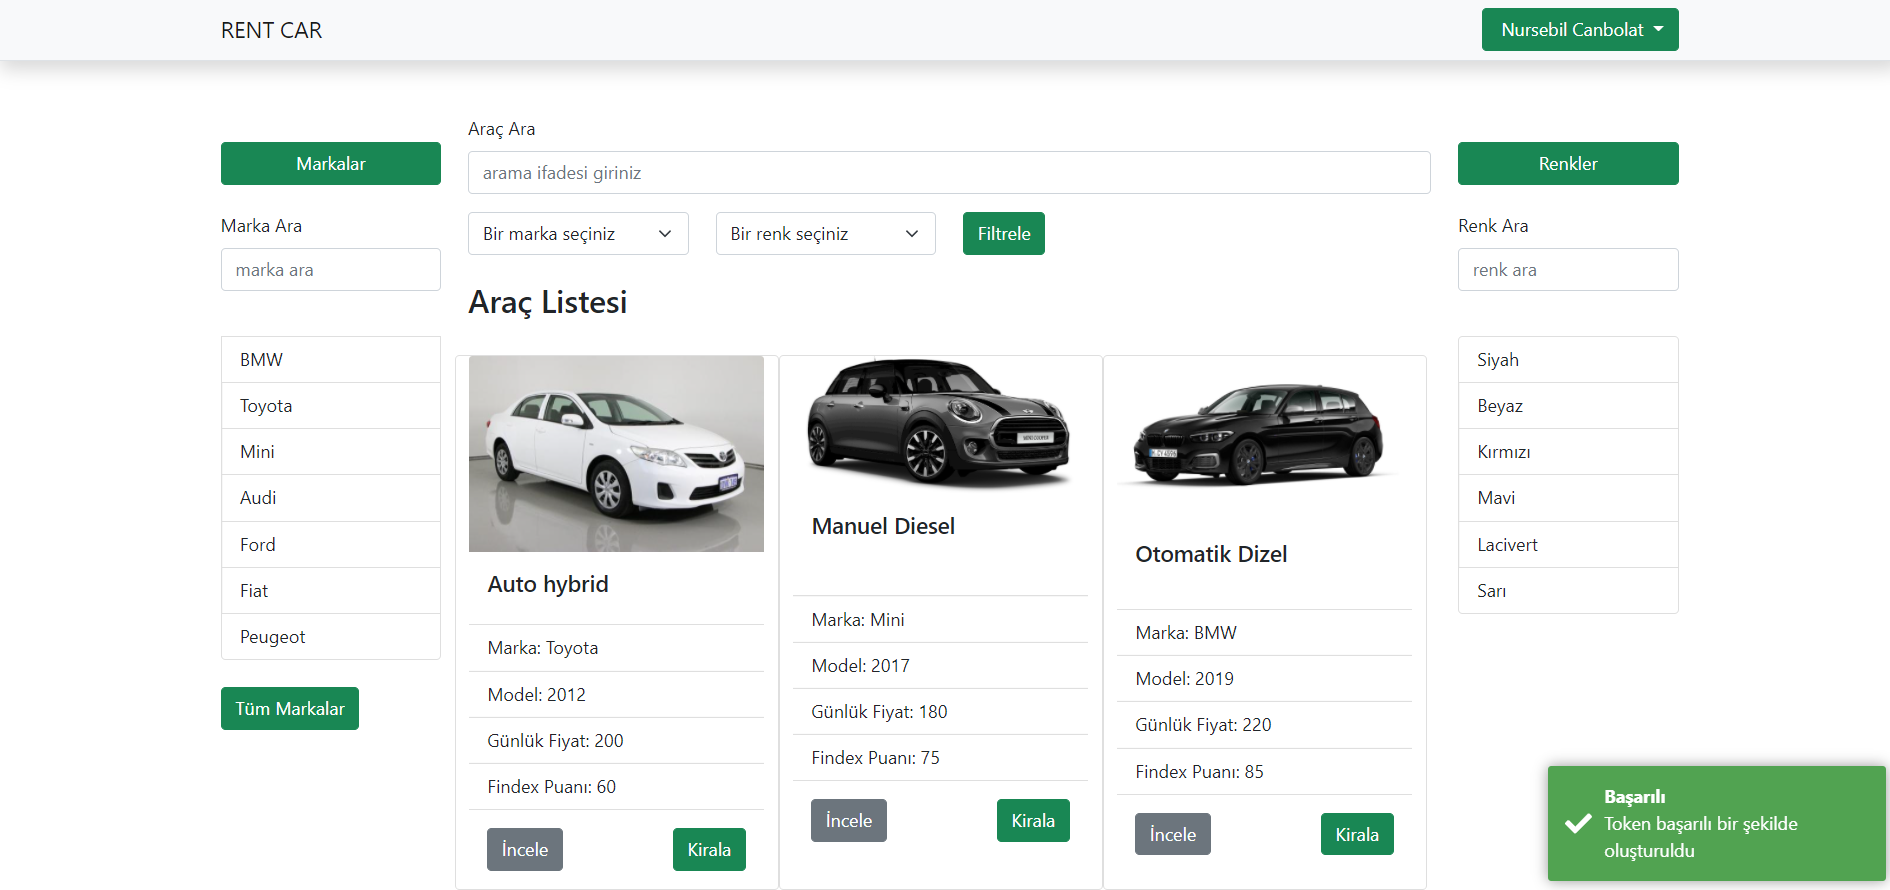 RENT CAR
Nursebil Canbolat
Markalar
Marka Ara
marka ara
BMW
Toyota
Mini
Audi
Ford
Fiat
Peugeot
Tüm Markalar
Araç Ara
arama ifadesi giriniz
Bir marka seçiniz
Bir renk seçiniz
Filtrele
Araç Listesi
Auto hybrid
Marka: Toyota
Model: 2012
Günlük Fiyat: 200
Findex Puanı: 60
İncele
Kirala
Manuel Diesel
Marka: Mini
Model: 2017
Günlük Fiyat: 180
Findex Puanı: 75
İncele
Kirala
Otomatik Dizel
Marka: BMW
Model: 2019
Günlük Fiyat: 220
Findex Puanı: 85
İncele
Kirala
Renkler
Renk Ara
renk ara
Siyah
Beyaz
Kırmızı
Mavi
Lacivert
Sarı
Başarılı
Token başarılı bir şekilde
oluşturuldu